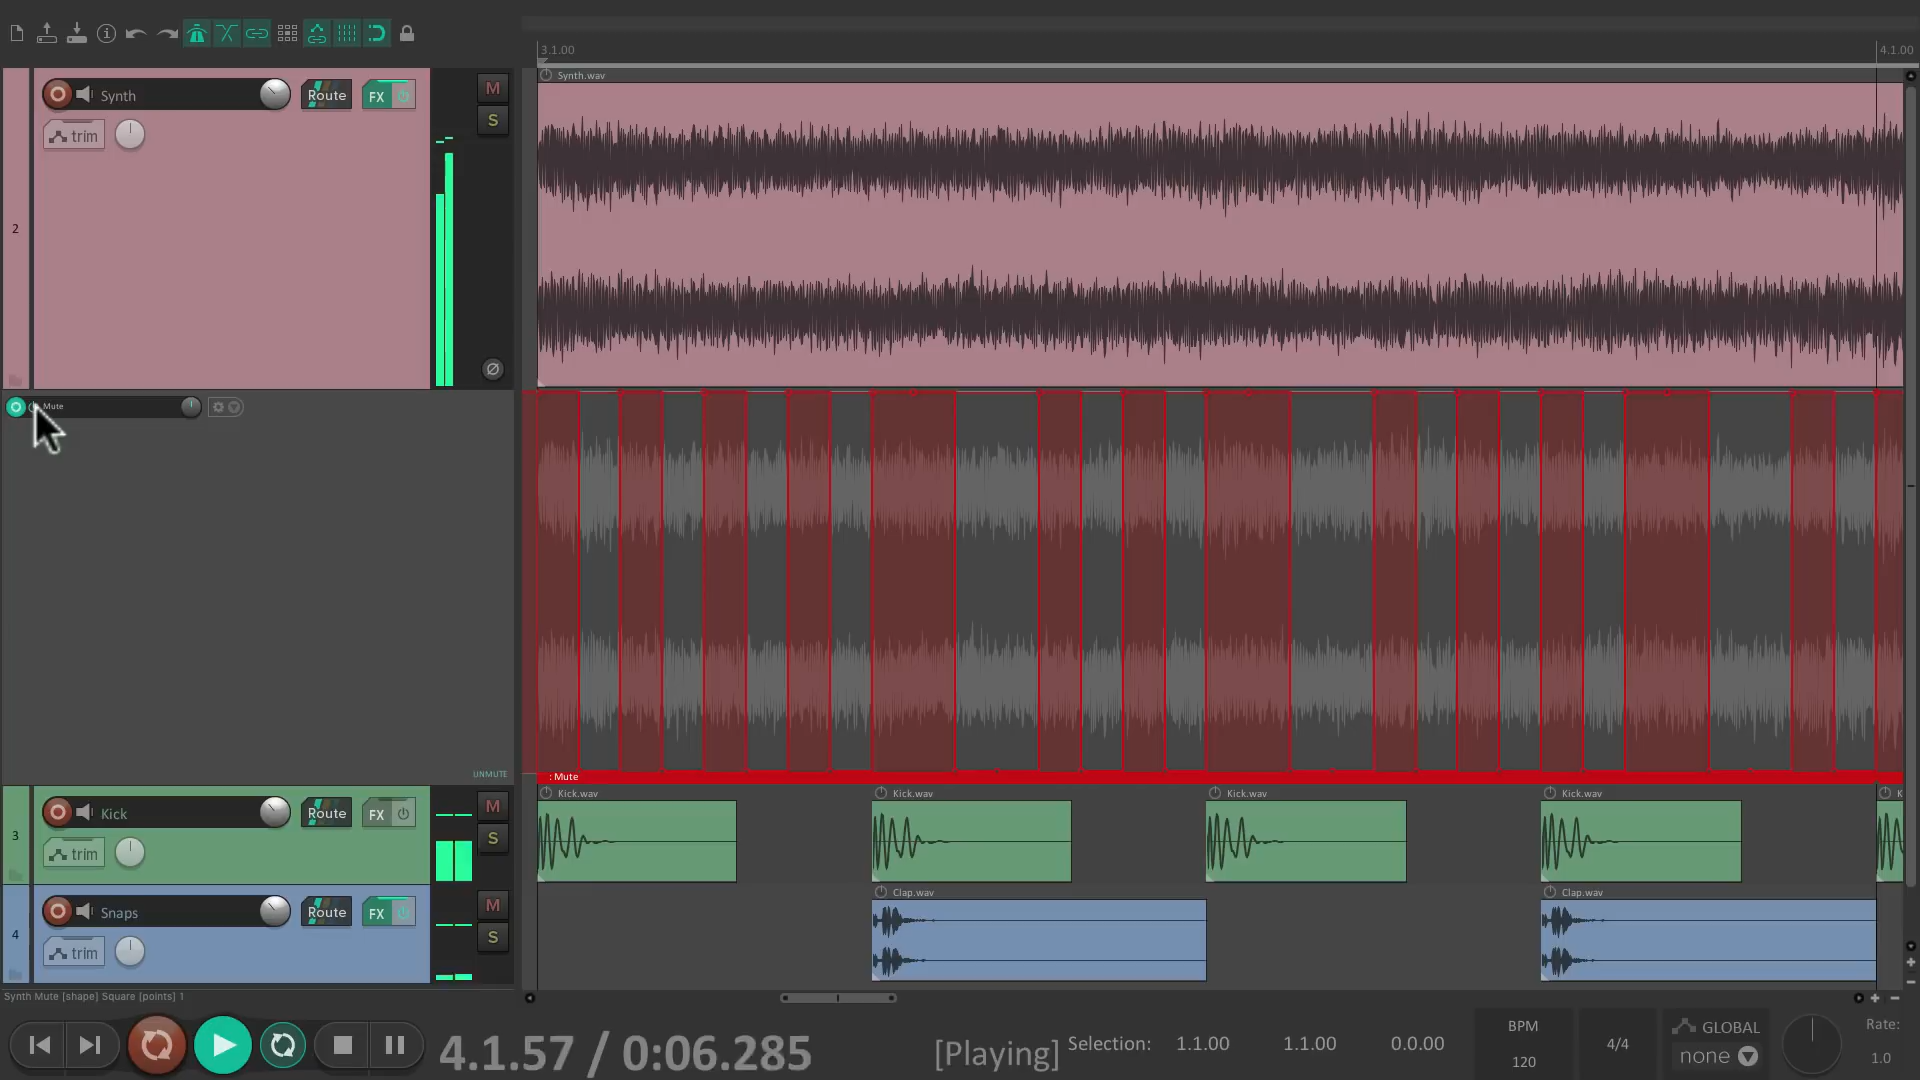 3.1.00
4.1.00
Synth.wav
Synth
Route
FX
M
S
trim
2
Mute
UNMUTE
: Mute
Kick.wav
Kick.wav
Kick.wav
Kick.wav
K
Kick
Route
FX
M
S
trim
3
Clap.wav
Clap.wav
Snaps
Route
FX
M
S
trim
4
Synth Mute [shape] Square [points] 1
4.1.57 / 0:06.285
[Playing]
Selection:
1.1.00
1.1.00
0.0.00
BPM
120
4/4
GLOBAL
none
Rate:
1.0